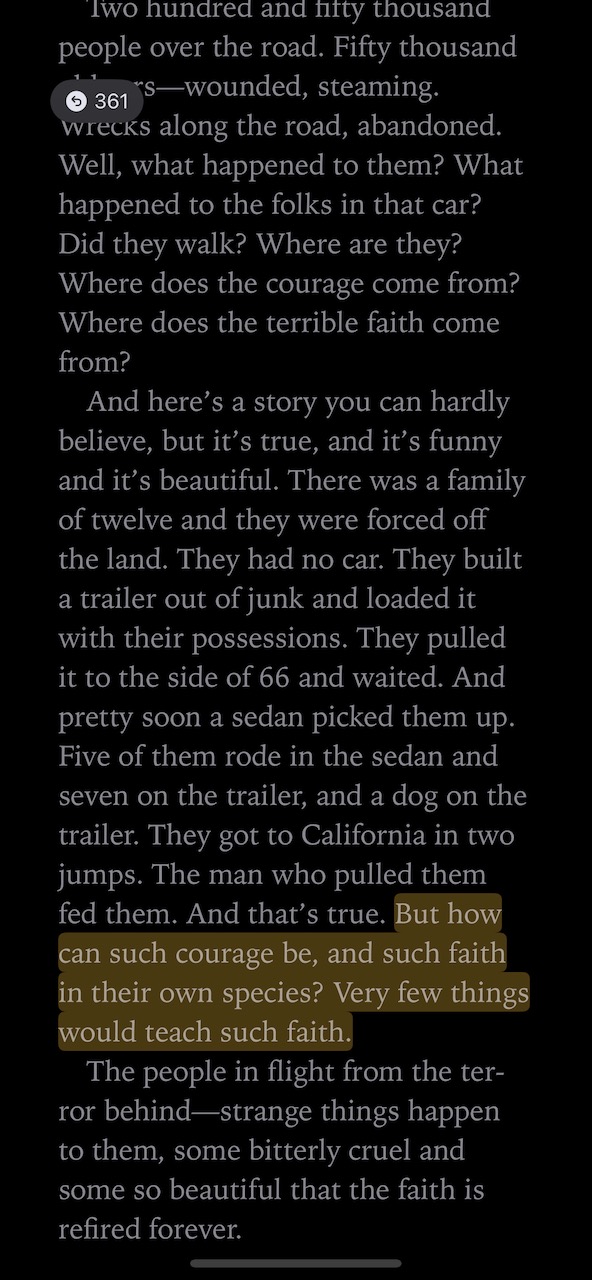 Two hundred and fifty thousand
people over the road. Fifty thousand
361
s—wounded, steaming.
Wrecks along the road, abandoned.
Well, what happened to them? What
happened to the folks in that car?
Did they walk? Where are they?
Where does the courage come from?
Where does the terrible faith come
from?
And here’s a story you can hardly
believe, but it’s true, and it’s funny
and it’s beautiful. There was a family
of twelve and they were forced off
the land. They had no car. They built
a trailer out of junk and loaded it
with their possessions. They pulled
it to the side of 66 and waited. And
pretty soon a sedan picked them up.
Five of them rode in the sedan and
seven on the trailer, and a dog on the
trailer. They got to California in two
jumps. The man who pulled them
fed them. And that’s true. But how
can such courage be, and such faith
in their own species? Very few things
would teach such faith.
The people in flight from the ter-
ror behind—strange things happen
to them, some bitterly cruel and
some so beautiful that the faith is
refired forever.